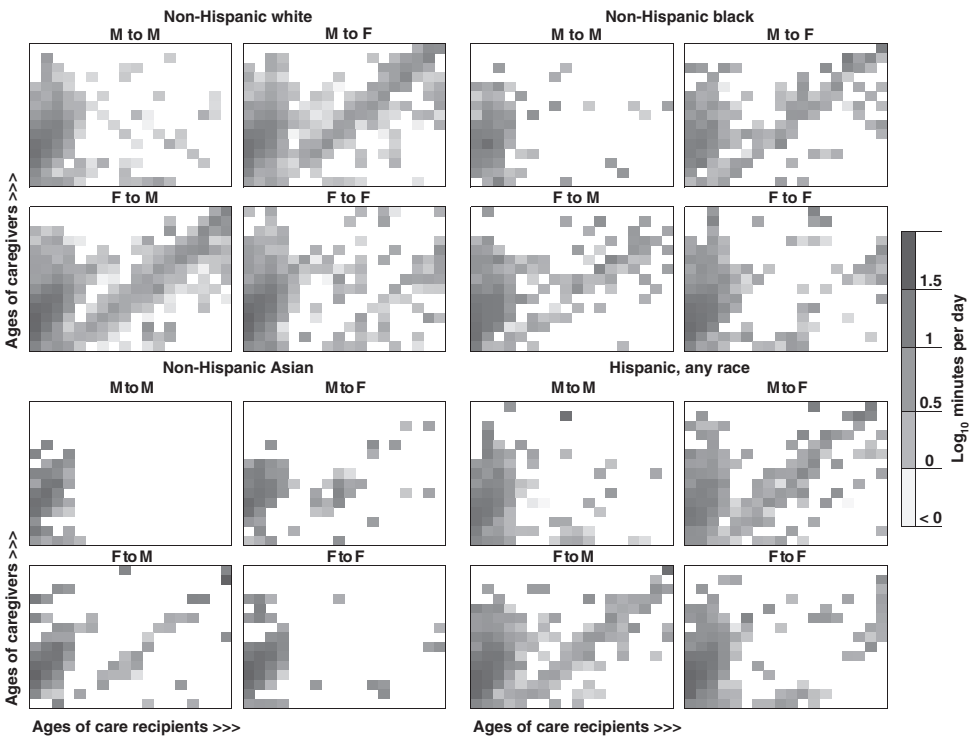 Non-Hispanic white
Non-Hispanic black
M to M
M to F
M to M
M to F
F to M
F to F
F to M
F to F
Ages of caregivers >>>
Non-Hispanic Asian
Hispanic, any race
M to M
M to F
M to M
M to F
F to M
F to F
F to M
F to F
Ages of caregivers >>>
Ages of care recipients >>>
Ages of care recipients >>>
1.5
1
0.5
0
< 0
Log10 minutes per day